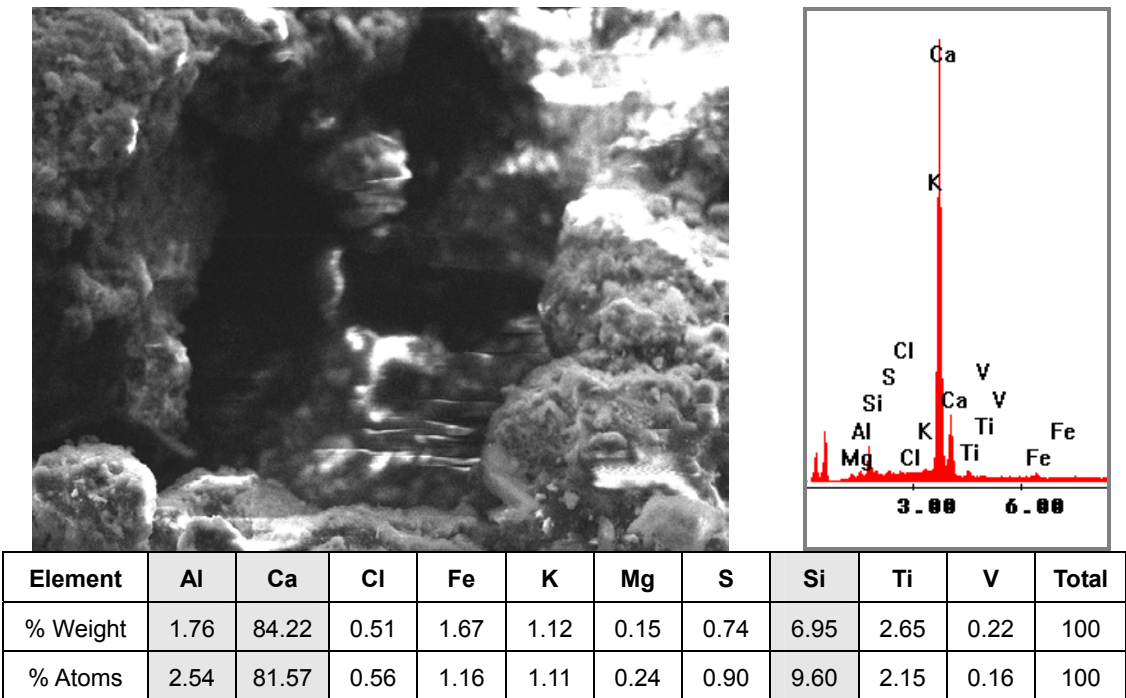 Ca
K
Cl
S
V
Si
Ca
V
Al
K
Ti
Fe
Mg
Cl
Ti
Fe
3.00 6.00
Element Al Ca Cl Fe K Mg S Si Ti V Total
% Weight 1.76 84.22 0.51 1.67 1.12 0.15 0.74 6.95 2.65 0.22 100
% Atoms 2.54 81.57 0.56 1.16 1.11 0.24 0.90 9.60 2.15 0.16 100